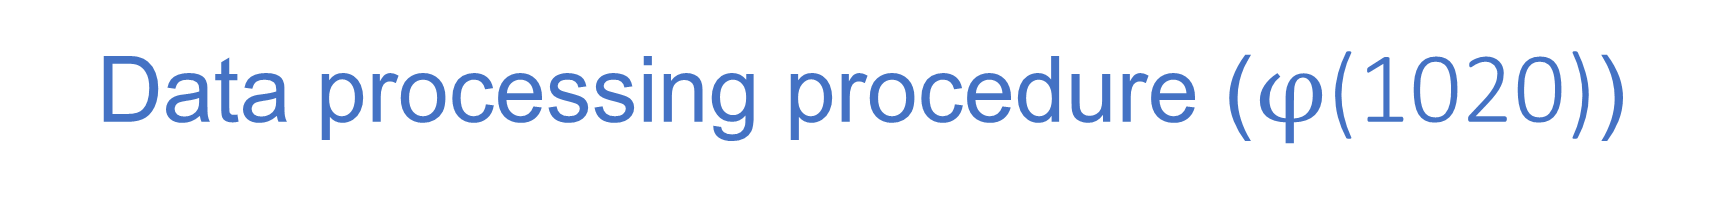 Data processing procedure (φ(1020))